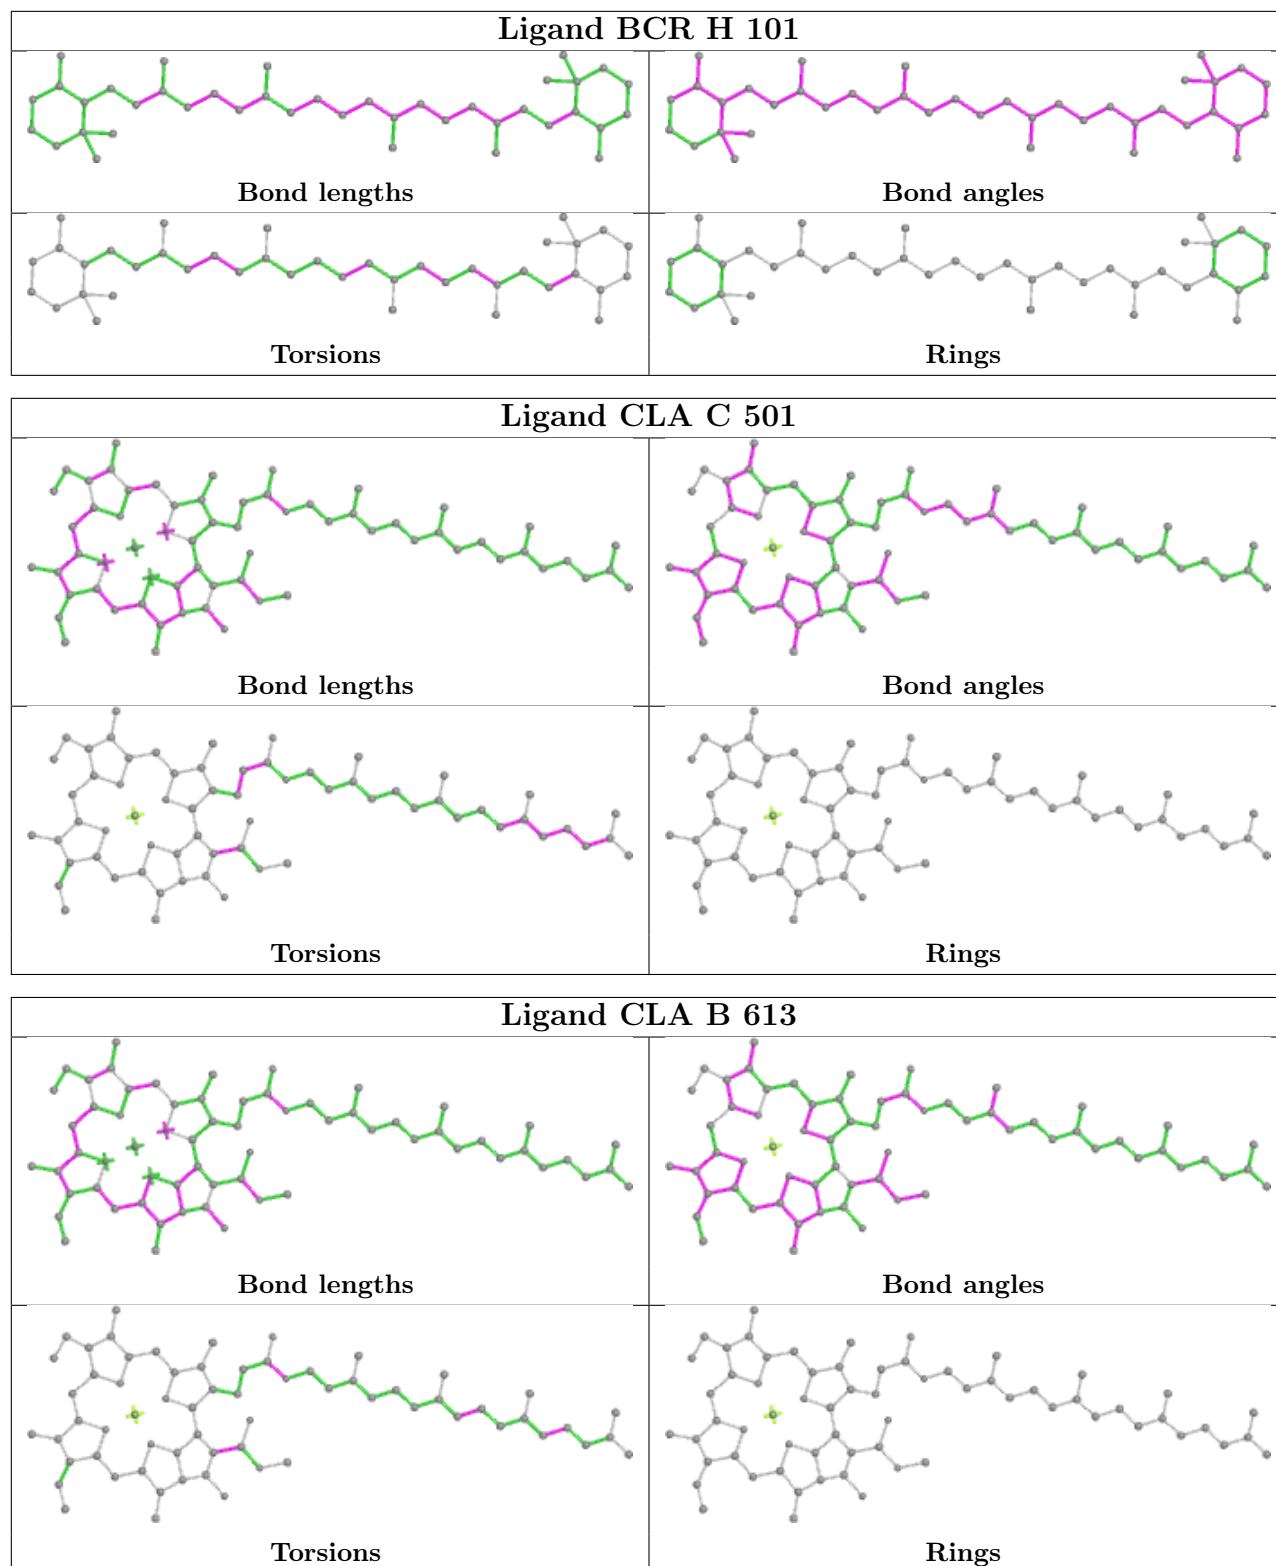 Ligand BCR H 101
Bond lengths
Bond angles
Torsions
Rings
Ligand CLA C 501
Bond lengths
Bond angles
Torsions
Rings
Ligand CLA B 613
Bond lengths
Bond angles
Torsions
Rings